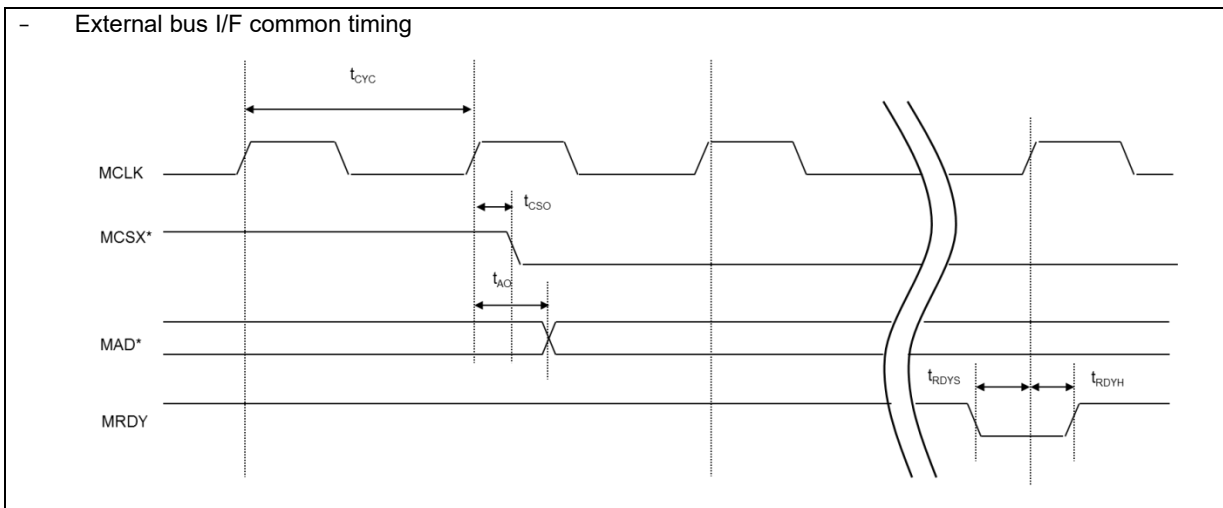 – External bus I/F common timing
tCYC
MCLK
tCSO
MCSX*
tAO
MAD*
tRDYS
tRDYH
MRDY